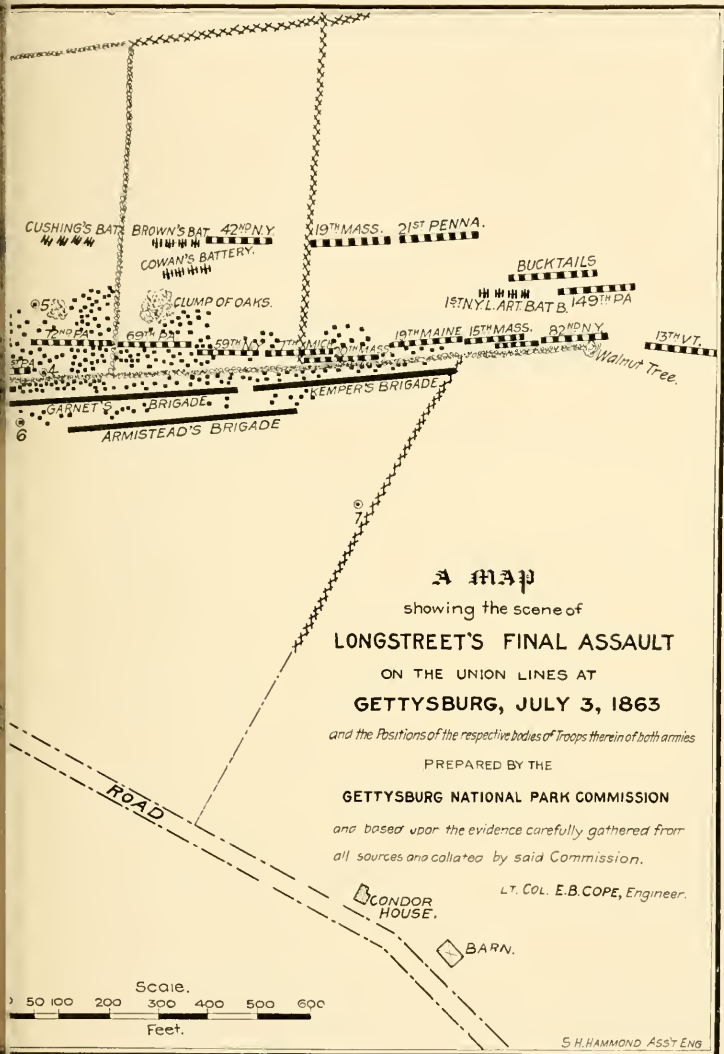 CUSHING'S BAT.
BROWN'S BAT.
42ND N.Y.
19TH MASS.
21ST PENNA.
COWAN'S BATTERY.
BUCKTAILS
5
CLUMP OF OAKS.
1ST N.Y.L. ART. BAT B.
149TH PA
72ND PA
69TH PA
59TH N.Y.
7TH MICH
20TH MASS
19TH MAINE
15TH MASS.
82ND N.Y.
13TH VT.
Walnut Tree.
PA
4
GARNET'S BRIGADE
KEMPER'S BRIGADE
6
ARMISTEAD'S BRIGADE
7
A MAP
showing the scene of
LONGSTREET'S FINAL ASSAULT
ON THE UNION LINES AT
GETTYSBURG, JULY 3, 1863
and the Positions of the respective bodies of Troops therein of both armies
PREPARED BY THE
GETTYSBURG NATIONAL PARK COMMISSION
and based upon the evidence carefully gathered from
all sources and collated by said Commission.
LT. COL. E.B. COPE, Engineer.
ROAD
CONDOR
HOUSE.
BARN.
Scale.
50 100 200 300 400 500 600
Feet.
S.H. HAMMOND ASS'T ENG